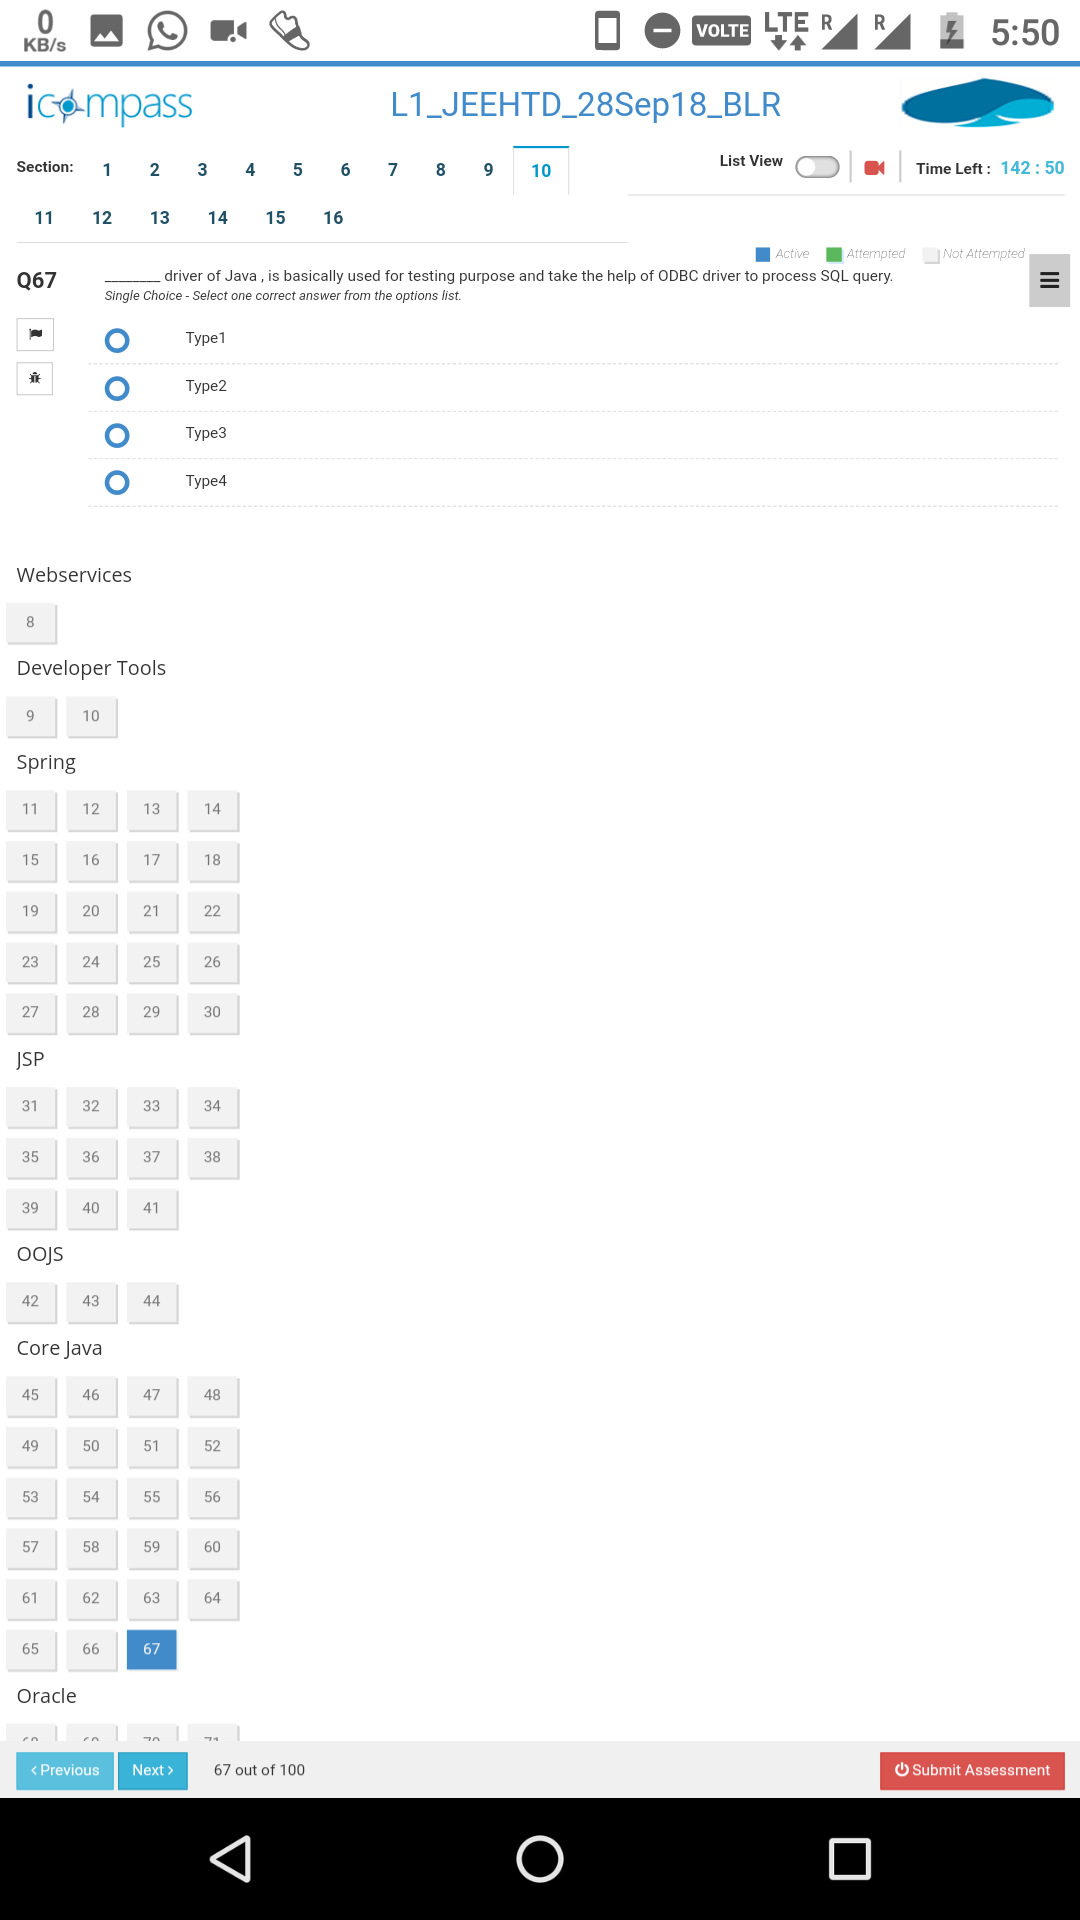 0
KB/s
VOLTE
LTE
R
R
5:50
icompass
L1_JEEHTD_28Sep18_BLR
Section: 1 2 3 4 5 6 7 8 9 10
List View
Time Left : 142 : 50
11 12 13 14 15 16
Active Attempted Not Attempted
Q67
________ driver of Java , is basically used for testing purpose and take the help of ODBC driver to process SQL query.
Single Choice - Select one correct answer from the options list.
Type1
Type2
Type3
Type4
Webservices
8
Developer Tools
9 10
Spring
11 12 13 14
15 16 17 18
19 20 21 22
23 24 25 26
27 28 29 30
JSP
31 32 33 34
35 36 37 38
39 40 41
OOJS
42 43 44
Core Java
45 46 47 48
49 50 51 52
53 54 55 56
57 58 59 60
61 62 63 64
65 66 67
Oracle
68 69 70 71
Previous Next 67 out of 100 Submit Assessment